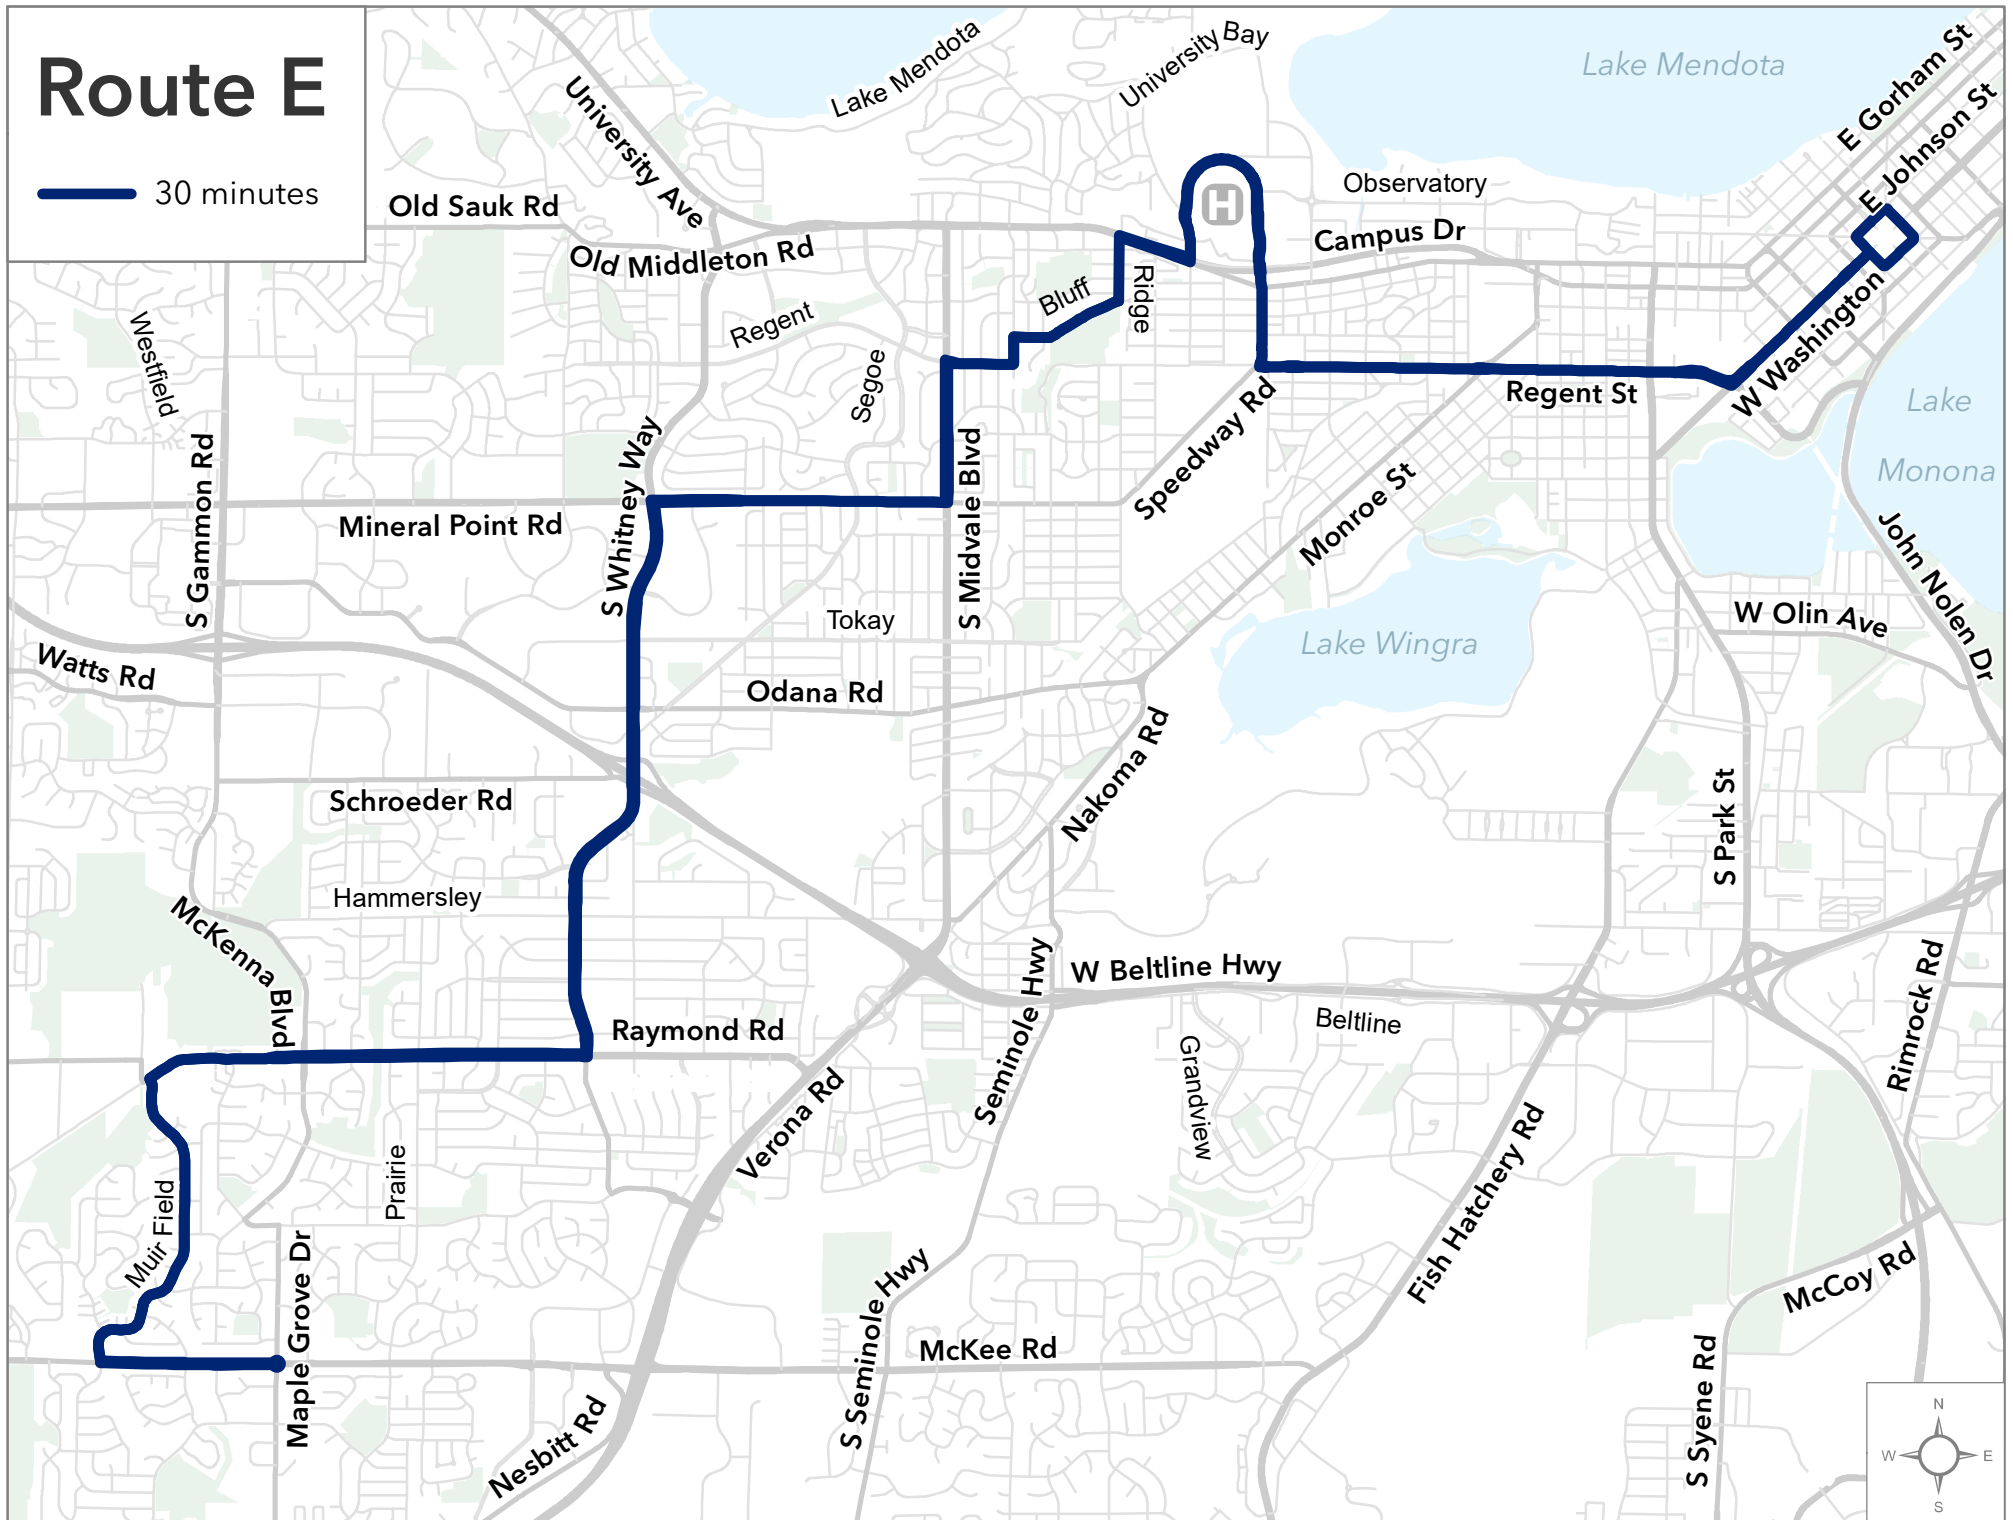 Route E
30 minutes
Lake Mendota
University Bay
Lake Mendota
E Gorham St
E Johnson St
University Ave
Old Sauk Rd
Old Middleton Rd
Observatory
H
Campus Dr
Bluff
Ridge
Regent
Segoe
Westfield
W Washington
Regent St
Lake
Monona
Speedway Rd
Monroe St
S Gammon Rd
Mineral Point Rd
S Whitney Way
S Midvale Blvd
John Nolen Dr
W Olin Ave
Tokay
Lake Wingra
Watts Rd
Odana Rd
Nakoma Rd
Schroeder Rd
S Park St
Hammersley
McKenna Blvd
W Beltline Hwy
Beltline
Seminole Hwy
Rimrock Rd
Raymond Rd
Grandview
Verona Rd
Fish Hatchery Rd
Prairie
Muir Field
Maple Grove Dr
S Seminole Hwy
McCoy Rd
McKee Rd
S Syene Rd
Nesbitt Rd
N
W
E
S